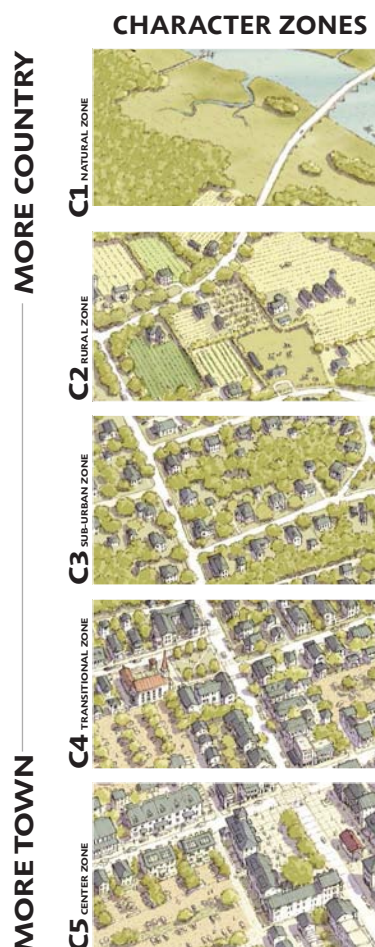 CHARACTER ZONES
MORE COUNTRY
C1 NATURAL ZONE
C2 RURAL ZONE
C3 SUB-URBAN ZONE
C4 TRANSITIONAL ZONE
C5 CENTER ZONE
MORE TOWN